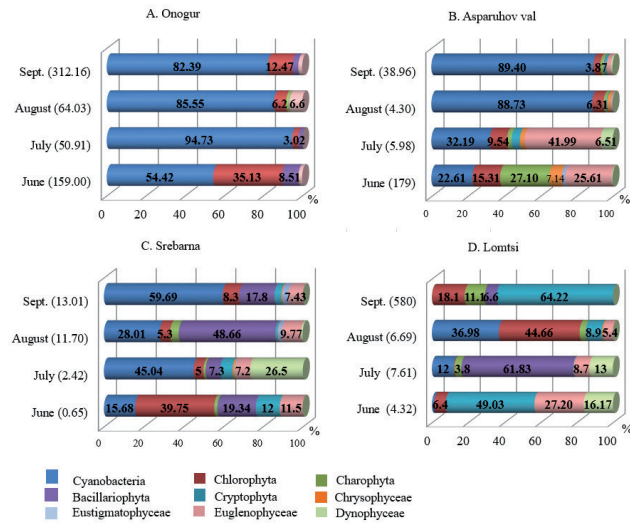 A. Onogur
Sept. (312.16) 82.39 12.47
August (64.03) 85.55 6.2 6.6
July (50.91) 94.73 3.02
June (159.00) 54.42 35.13 8.51
0 20 40 60 80 100 %
B. Asparuhov val
Sept. (38.96) 89.40 3.87
August (4.30) 88.73 6.31
July (5.98) 32.19 9.54 41.99 6.51
June (179) 22.61 15.31 27.10 7.14 25.61
0 20 40 60 80 100 %
C. Srebarna
Sept. (13.01) 59.69 8.3 17.8 7.43
August (11.70) 28.01 5.3 48.66 9.77
July (2.42) 45.04 5 7.3 7.2 26.5
June (0.65) 15.68 39.75 19.34 12 11.5
0 20 40 60 80 100 %
D. Lomtsi
Sept. (580) 18.1 11.1 6.6 64.22
August (6.69) 36.98 44.66 8.9 5.4
July (7.61) 12 3.8 61.83 8.7 13
June (4.32) 6.4 49.03 27.20 16.17
0 20 40 60 80 100 %
Cyanobacteria Chlorophyta Charophyta
Bacillariophyta Cryptophyta Chrysophyceae
Eustigmatophyceae Euglenophyceae Dynophyceae